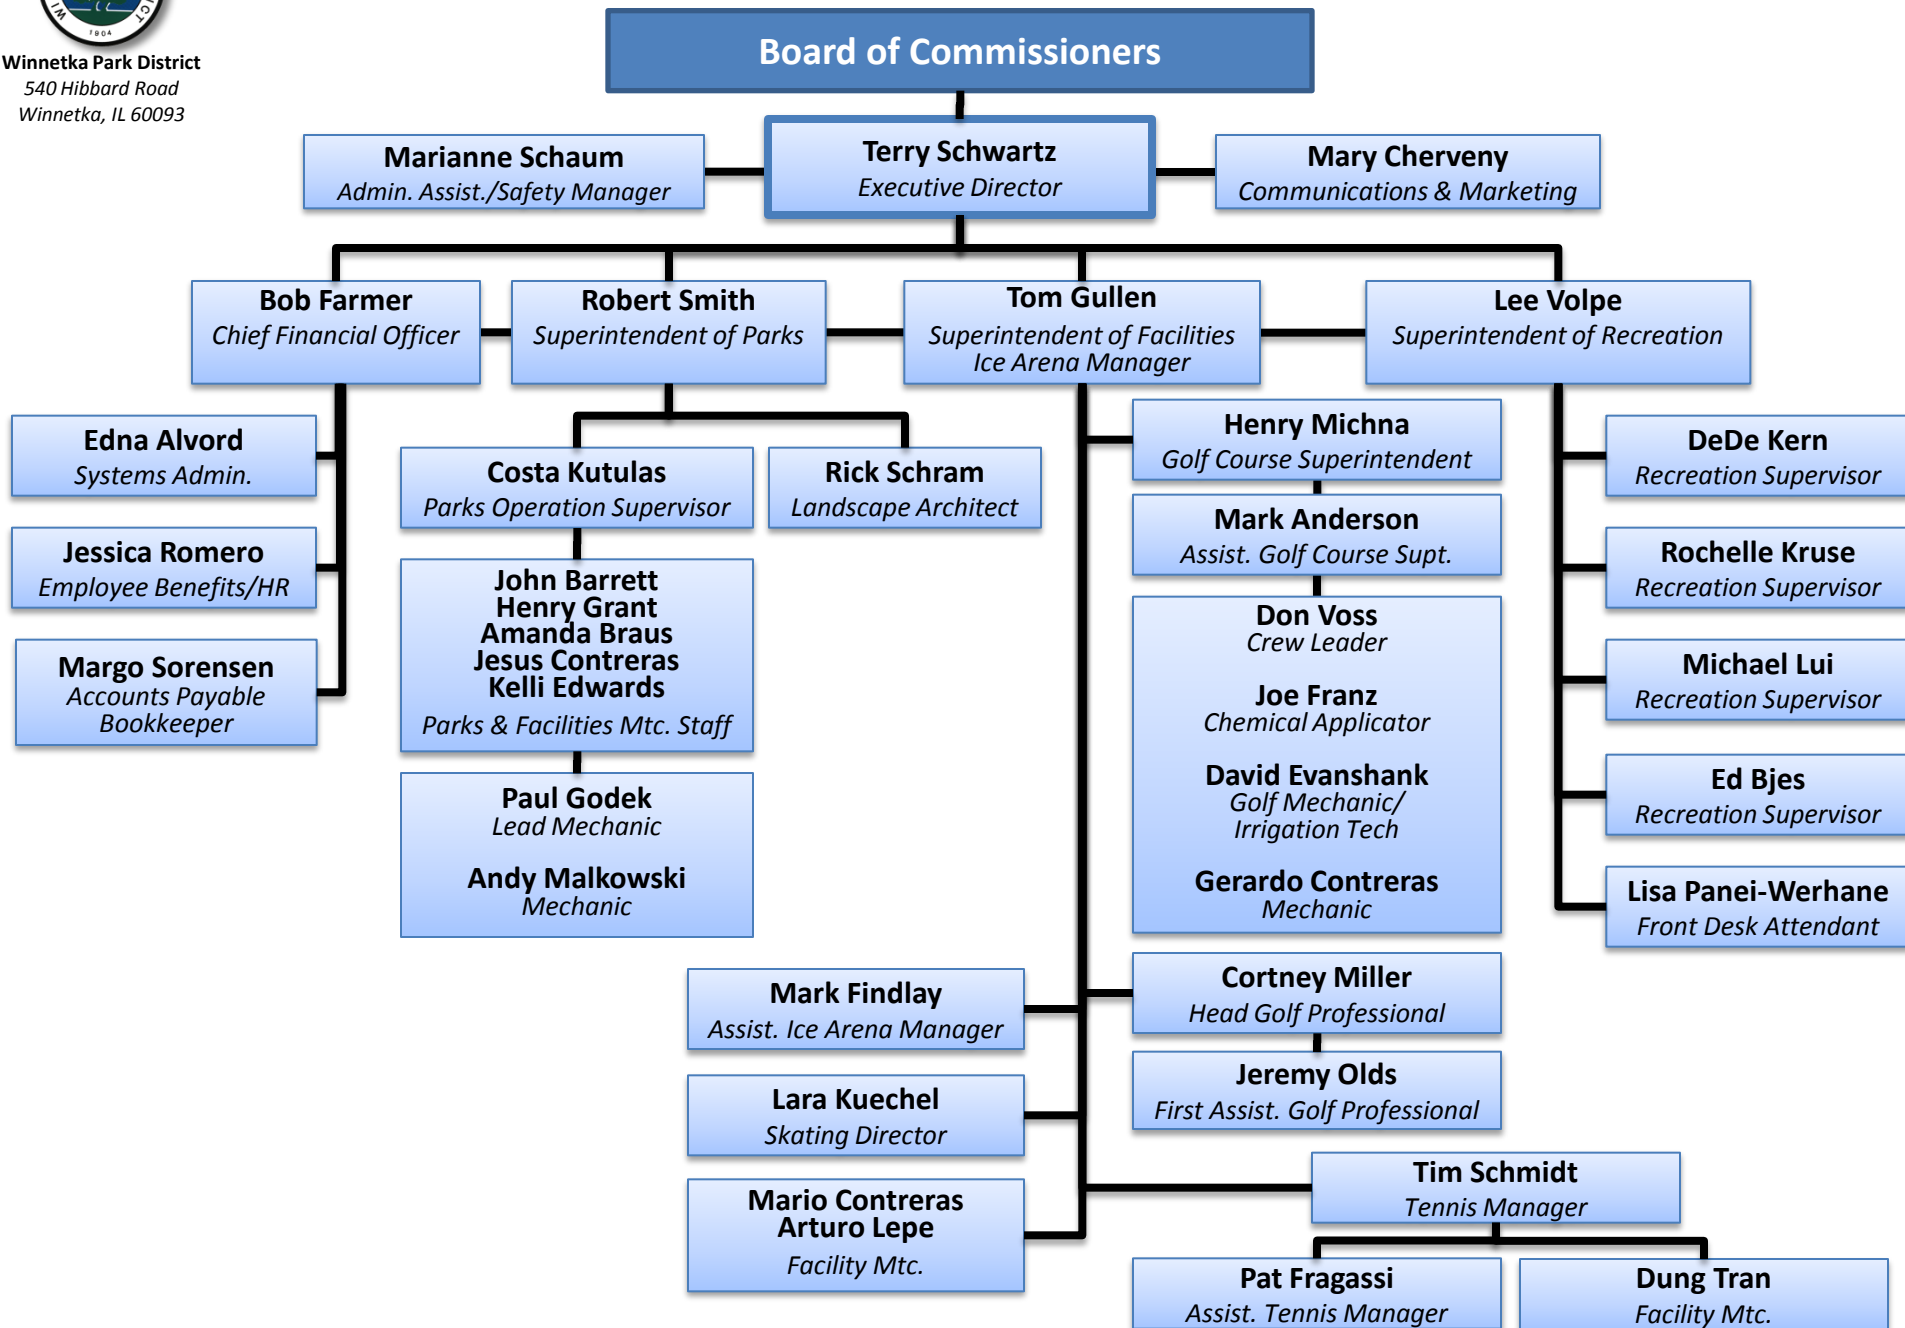 1904
Winnetka Park District
540 Hibbard Road
Winnetka, IL 60093
Board of Commissioners
Marianne Schaum
Admin. Assist./Safety Manager
Terry Schwartz
Executive Director
Mary Cherveny
Communications & Marketing
Bob Farmer
Chief Financial Officer
Robert Smith
Superintendent of Parks
Tom Gullen
Superintendent of Facilities
Ice Arena Manager
Lee Volpe
Superintendent of Recreation
Edna Alvord
Systems Admin.
Jessica Romero
Employee Benefits/HR
Margo Sorensen
Accounts Payable
Bookkeeper
Costa Kutulas
Parks Operation Supervisor
Rick Schram
Landscape Architect
John Barrett
Henry Grant
Amanda Braus
Jesus Contreras
Kelli Edwards
Parks & Facilities Mtc. Staff
Paul Godek
Lead Mechanic
Andy Malkowski
Mechanic
Henry Michna
Golf Course Superintendent
Mark Anderson
Assist. Golf Course Supt.
Don Voss
Crew Leader
Joe Franz
Chemical Applicator
David Evanshank
Golf Mechanic/
Irrigation Tech
Gerardo Contreras
Mechanic
Cortney Miller
Head Golf Professional
Jeremy Olds
First Assist. Golf Professional
Mark Findlay
Assist. Ice Arena Manager
Lara Kuechel
Skating Director
Mario Contreras
Arturo Lepe
Facility Mtc.
Tim Schmidt
Tennis Manager
Pat Fragassi
Assist. Tennis Manager
Dung Tran
Facility Mtc.
DeDe Kern
Recreation Supervisor
Rochelle Kruse
Recreation Supervisor
Michael Lui
Recreation Supervisor
Ed Bjes
Recreation Supervisor
Lisa Panei-Werhane
Front Desk Attendant